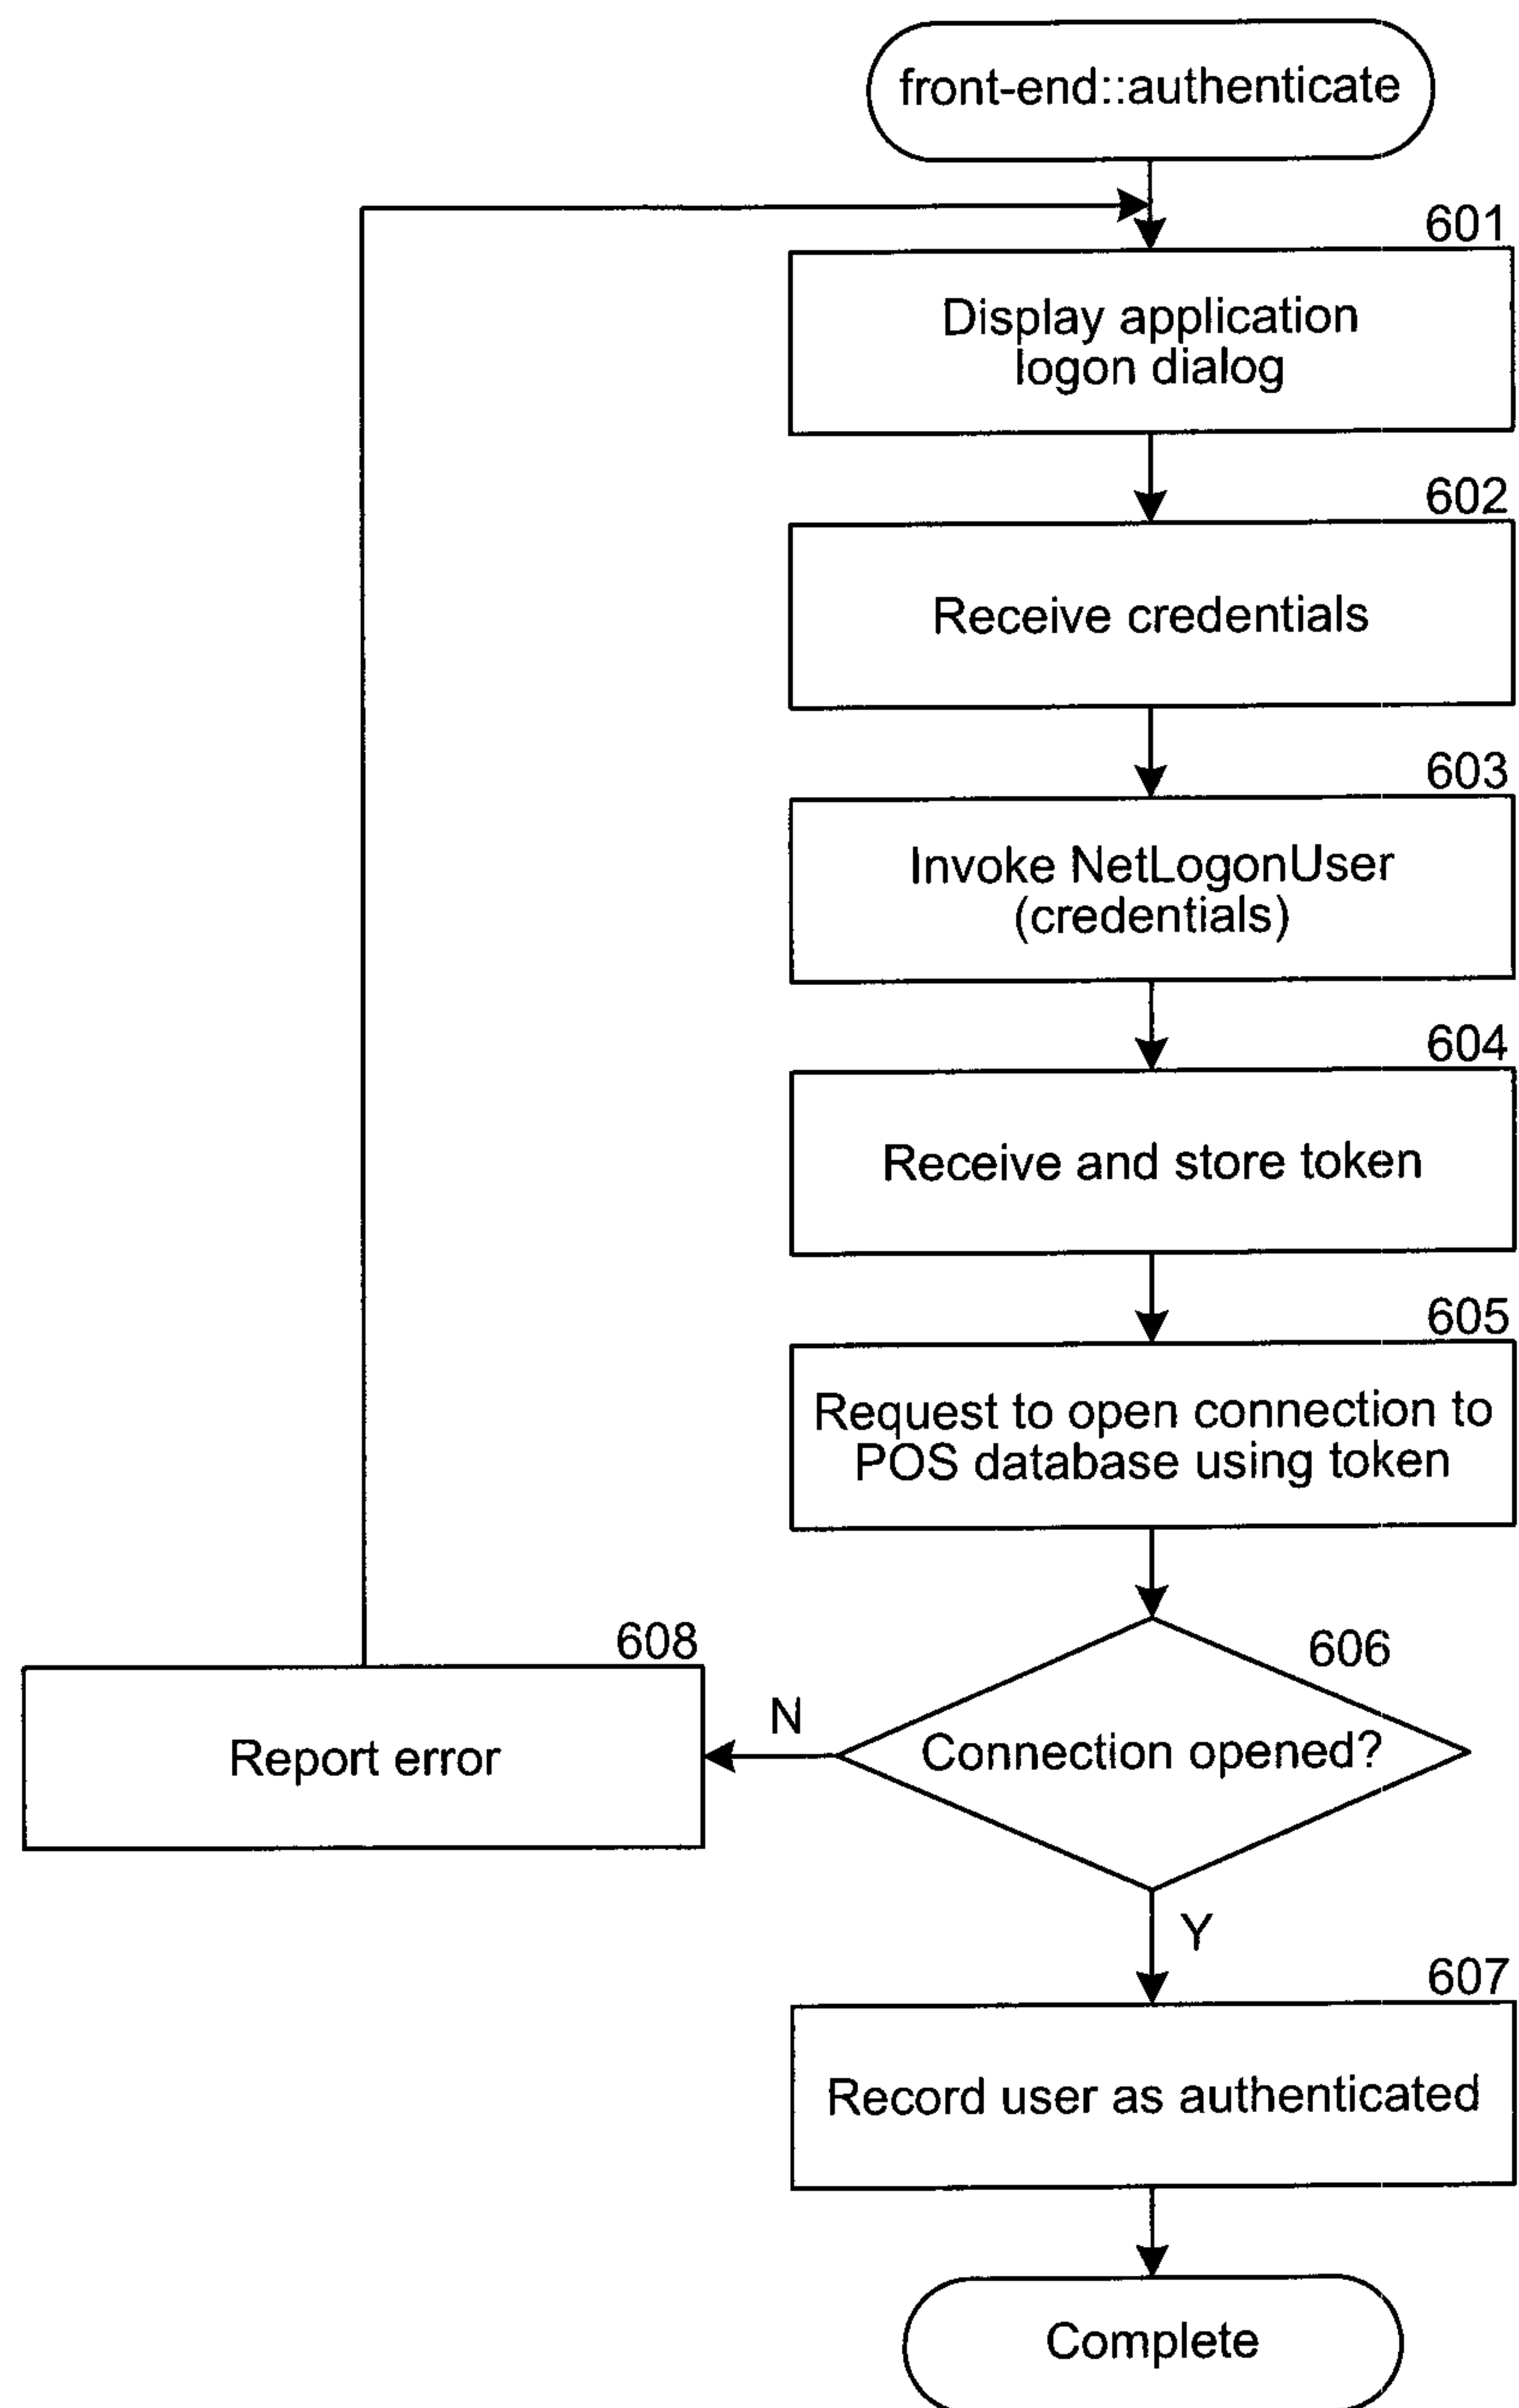 front-end::authenticate
601
Display application
logon dialog
602
Receive credentials
603
Invoke NetLogonUser
(credentials)
604
Receive and store token
605
Request to open connection to
POS database using token
606
Connection opened?
N
608
Report error
Y
607
Record user as authenticated
Complete